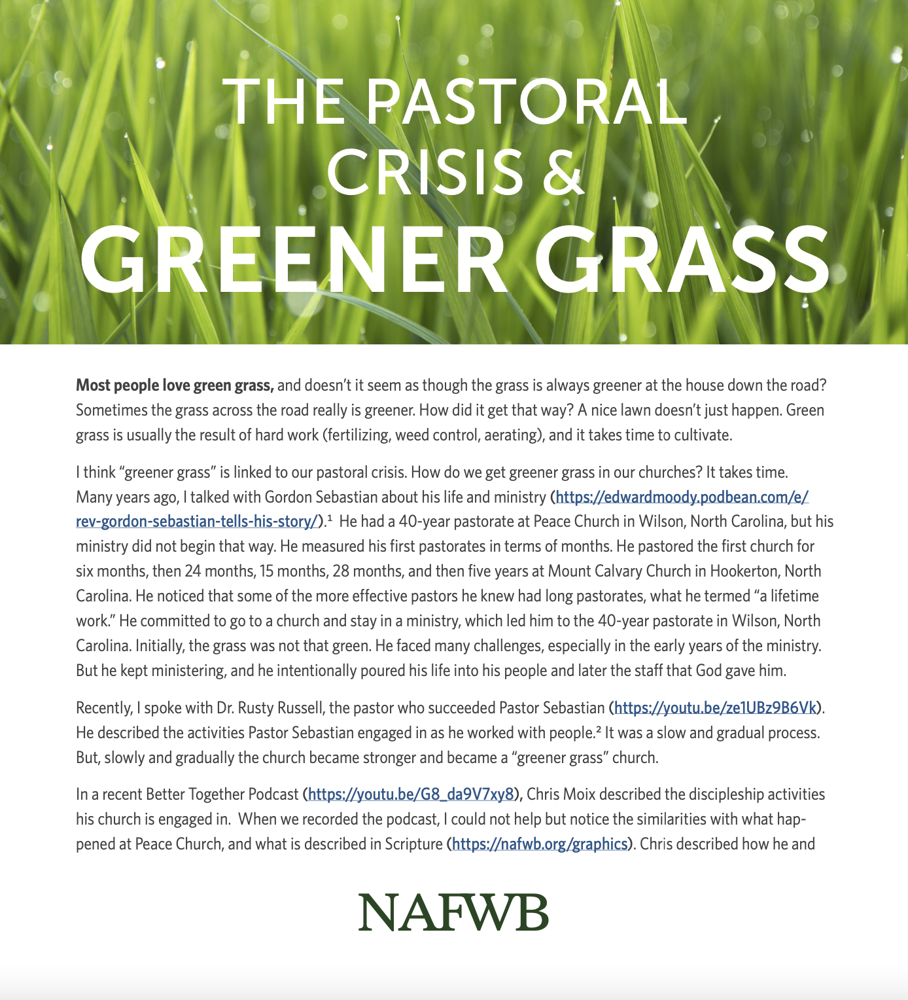 THE PASTORAL
CRISIS &
GREENER GRASS
Most people love green grass, and doesn’t it seem as though the grass is always greener at the house down the road?
Sometimes the grass across the road really is greener. How did it get that way? A nice lawn doesn’t just happen. Green
grass is usually the result of hard work (fertilizing, weed control, aerating), and it takes time to cultivate.
I think “greener grass” is linked to our pastoral crisis. How do we get greener grass in our churches? It takes time.
Many years ago, I talked with Gordon Sebastian about his life and ministry (https://edwardmoody.podbean.com/e/
rev-gordon-sebastian-tells-his-story/).¹  He had a 40-year pastorate at Peace Church in Wilson, North Carolina, but his
ministry did not begin that way. He measured his first pastorates in terms of months. He pastored the first church for
six months, then 24 months, 15 months, 28 months, and then five years at Mount Calvary Church in Hookerton, North
Carolina. He noticed that some of the more effective pastors he knew had long pastorates, what he termed “a lifetime
work.” He committed to go to a church and stay in a ministry, which led him to the 40-year pastorate in Wilson, North
Carolina. Initially, the grass was not that green. He faced many challenges, especially in the early years of the ministry.
But he kept ministering, and he intentionally poured his life into his people and later the staff that God gave him.
Recently, I spoke with Dr. Rusty Russell, the pastor who succeeded Pastor Sebastian (https://youtu.be/ze1UBz9B6Vk).
He described the activities Pastor Sebastian engaged in as he worked with people.² It was a slow and gradual process.
But, slowly and gradually the church became stronger and became a “greener grass” church.
In a recent Better Together Podcast (https://youtu.be/G8_da9V7xy8), Chris Moix described the discipleship activities
his church is engaged in.  When we recorded the podcast, I could not help but notice the similarities with what hap-
pened at Peace Church, and what is described in Scripture (https://nafwb.org/graphics). Chris described how he and
NAFWB